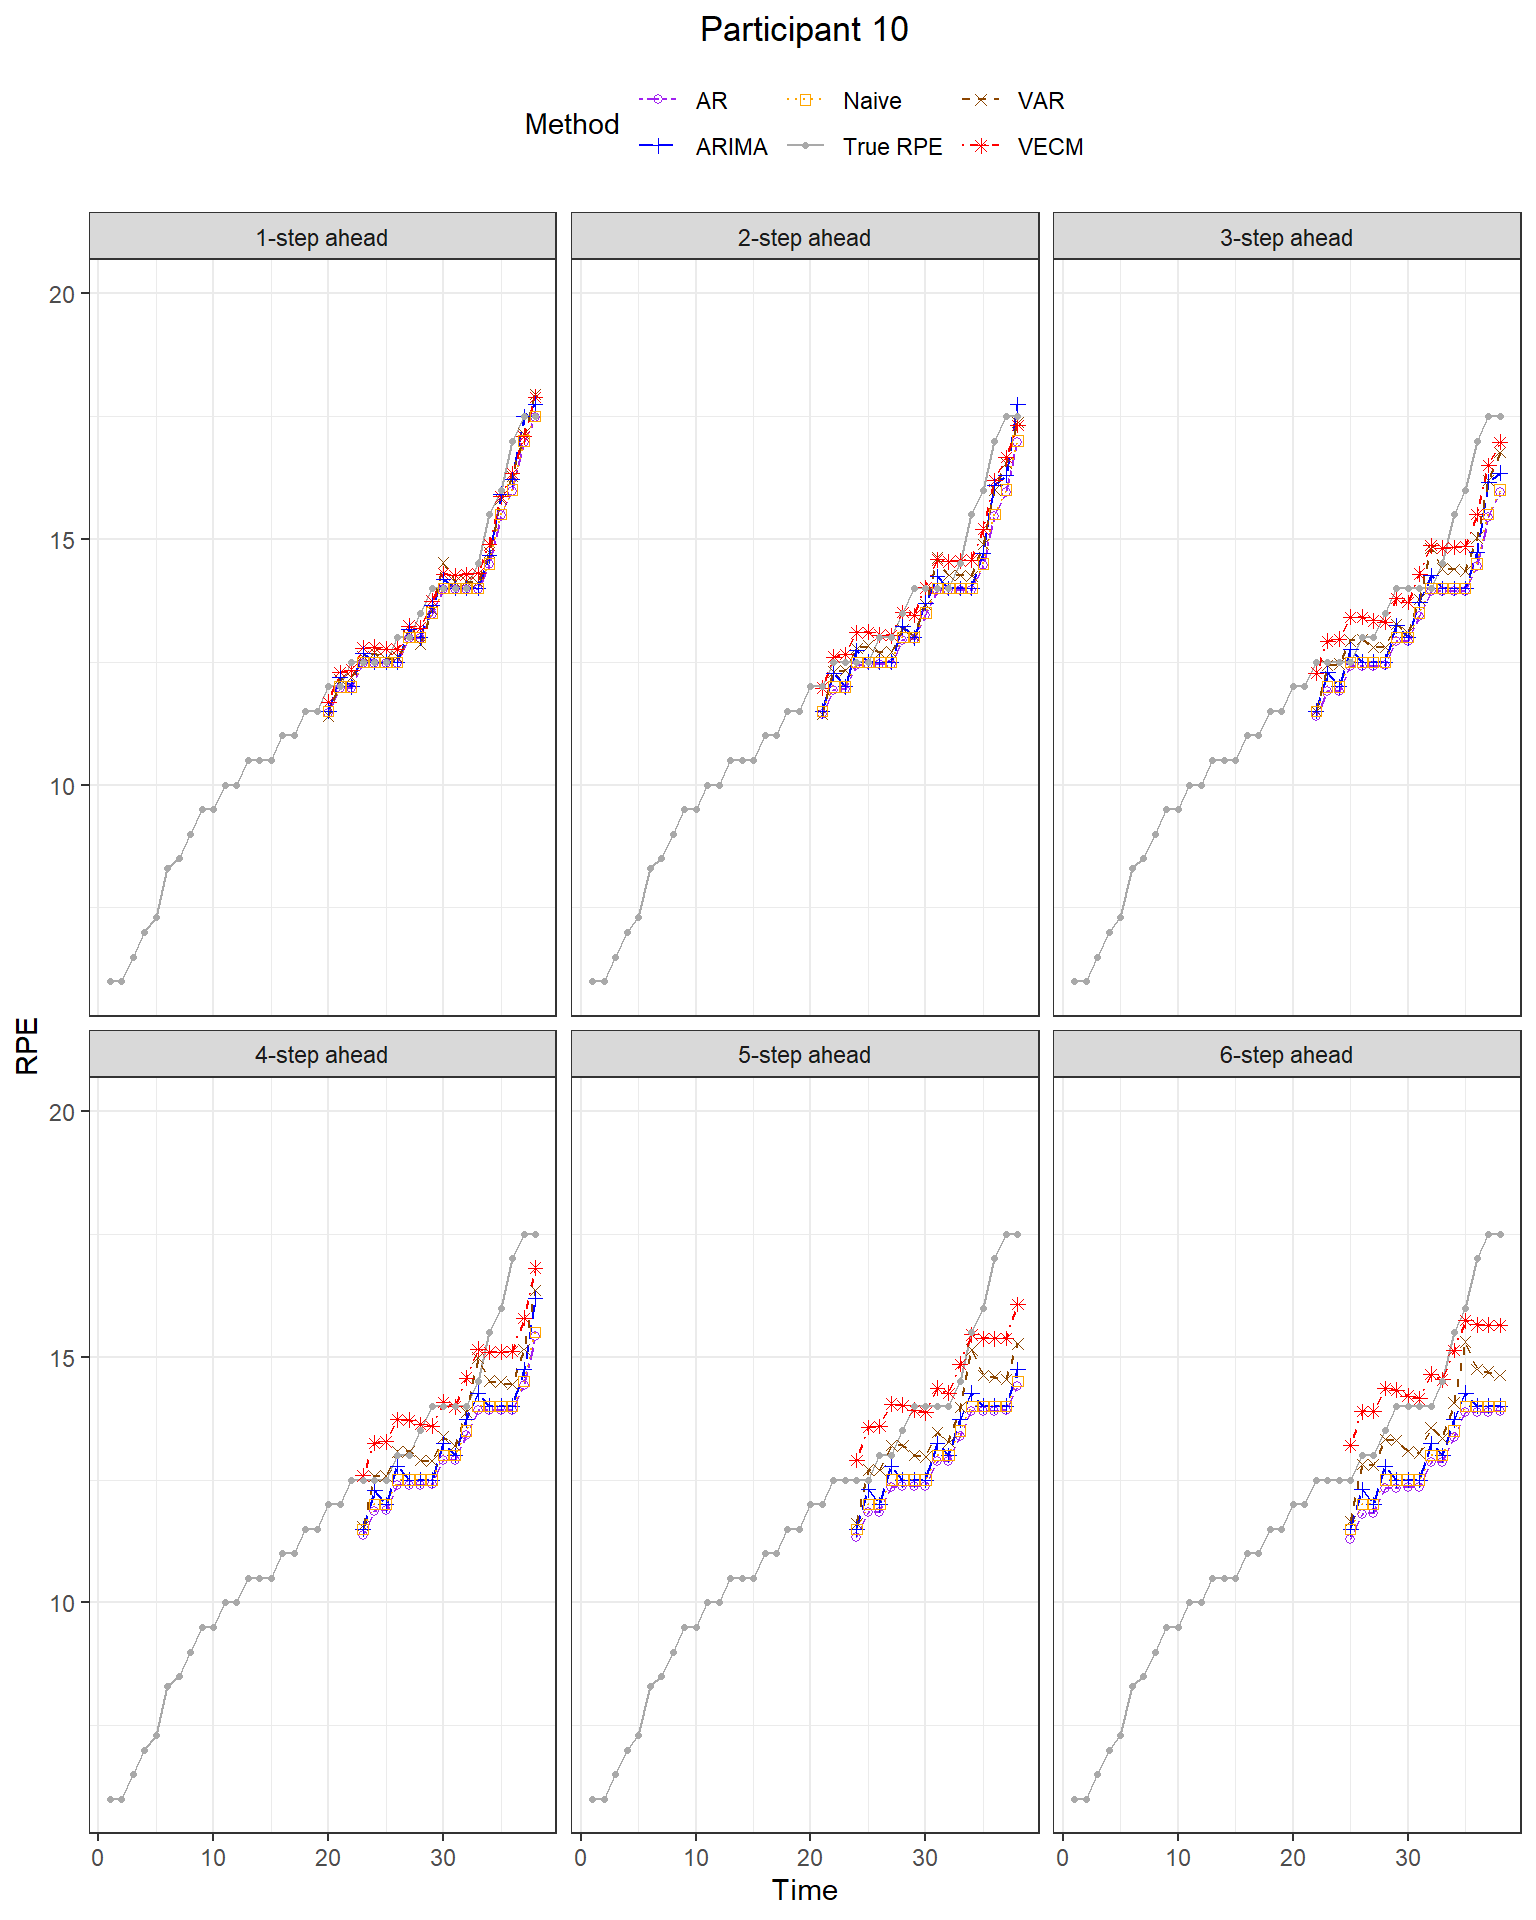 Participant 10
Method
AR
Naive
VAR
ARIMA
True RPE
VECM
1-step ahead
2-step ahead
3-step ahead
20
15
10
RPE
4-step ahead
5-step ahead
6-step ahead
20
15
10
0 10 20 30
0 10 20 30
0 10 20 30
Time